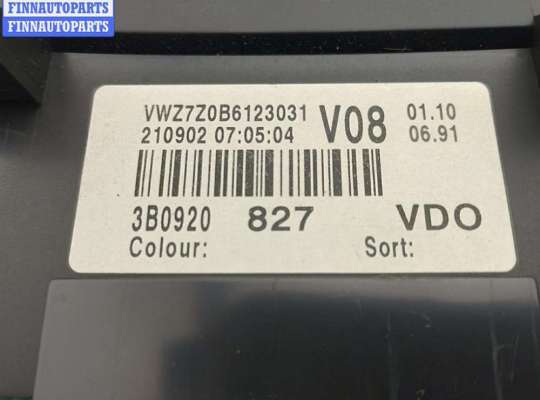 FINNAUTOPARTS
FINNAUTOPARTS
VWZ7Z0B6123031 V08 01.10
210902 07:05:04 06.91
3B0920 827 VDO
Colour: Sort: